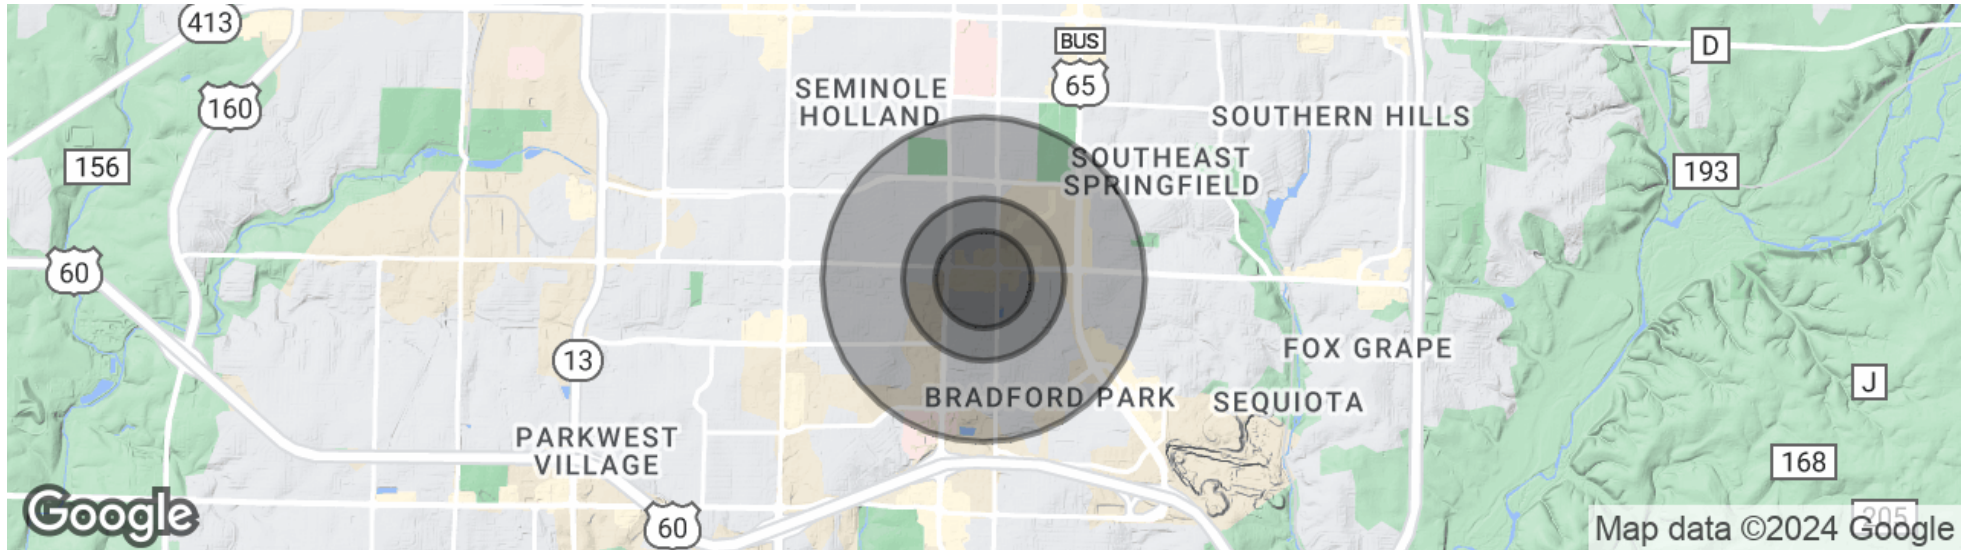 413
BUS
65
D
160
SEMINOLE
HOLLAND
SOUTHERN HILLS
156
SOUTHEAST
SPRINGFIELD
193
60
13
FOX GRAPE
J
BRADFORD PARK
SEQUIOTA
PARKWEST
VILLAGE
168
60
205
Google
Map data ©2024 Google